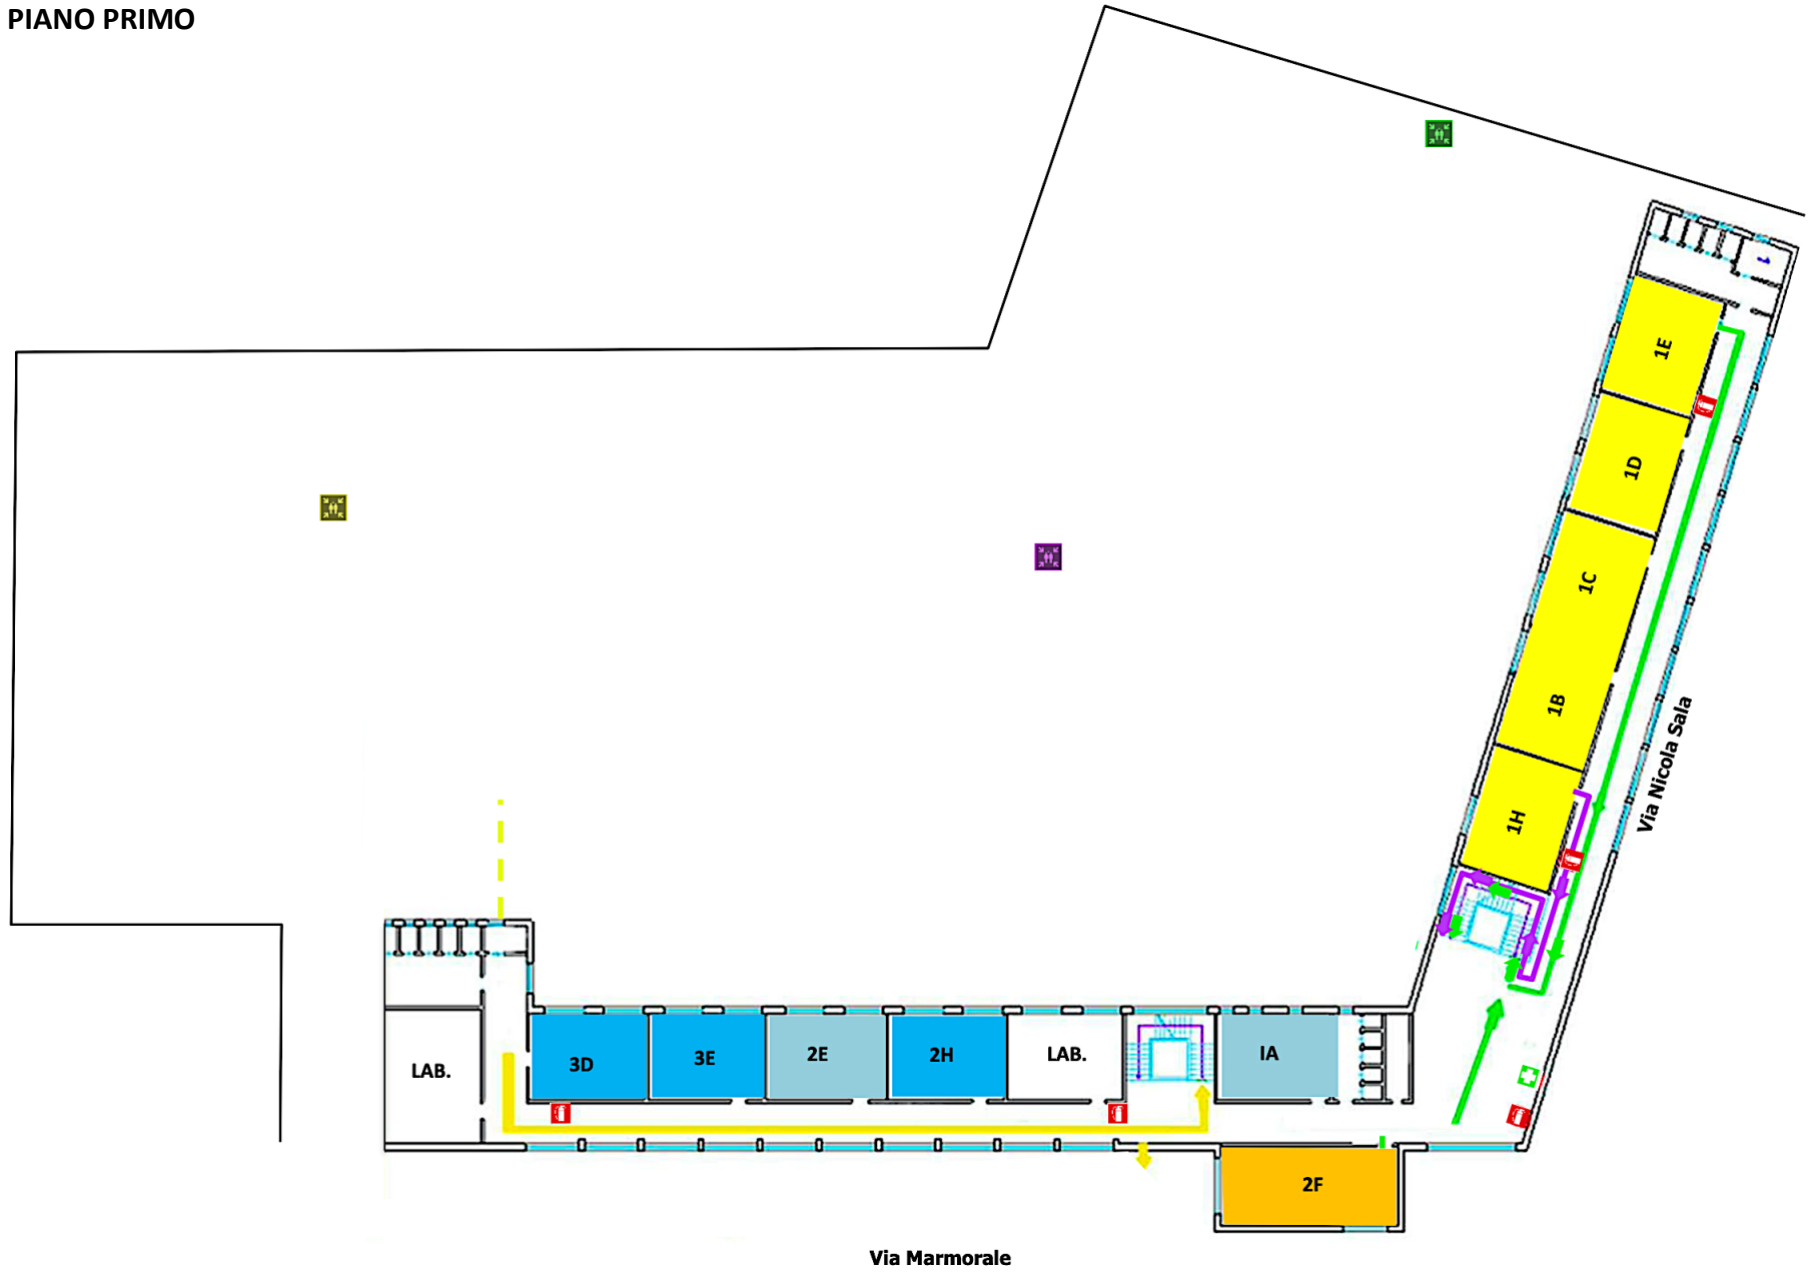 PIANO PRIMO
1
1E
1D
1C
1B
1H
Via Nicola Sala
3D
3E
2E
2H
LAB.
IA
LAB.
2F
Via Marmorale